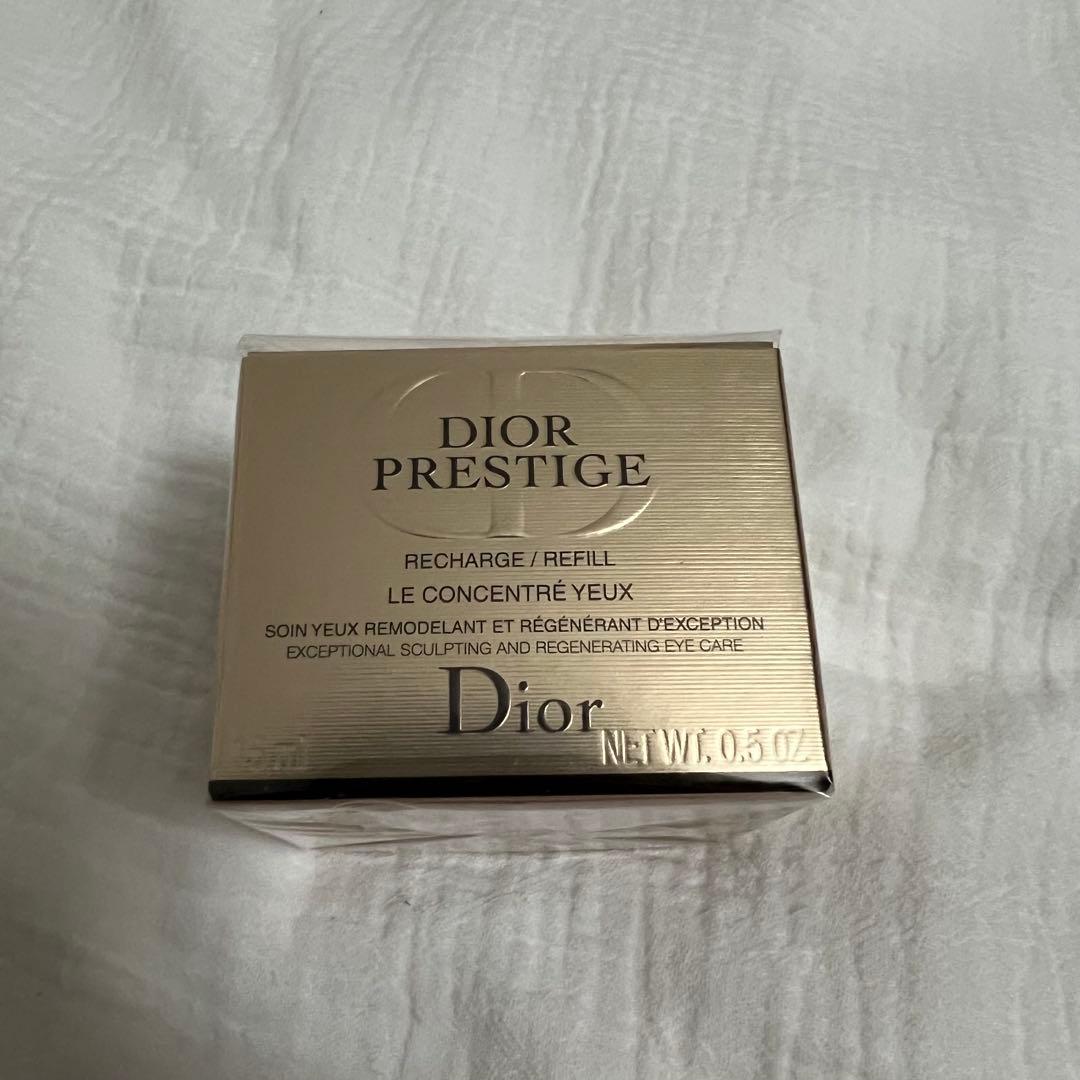 DIOR
PRESTIGE
RECHARGE / REFILL
LE CONCENTRÉ YEUX
SOIN YEUX REMODELANT ET RÉGÉNÉRANT D'EXCEPTION
EXCEPTIONAL SCULPTING AND REGENERATING EYE CARE
Dior
ml NET WT. 0.5 OZ.